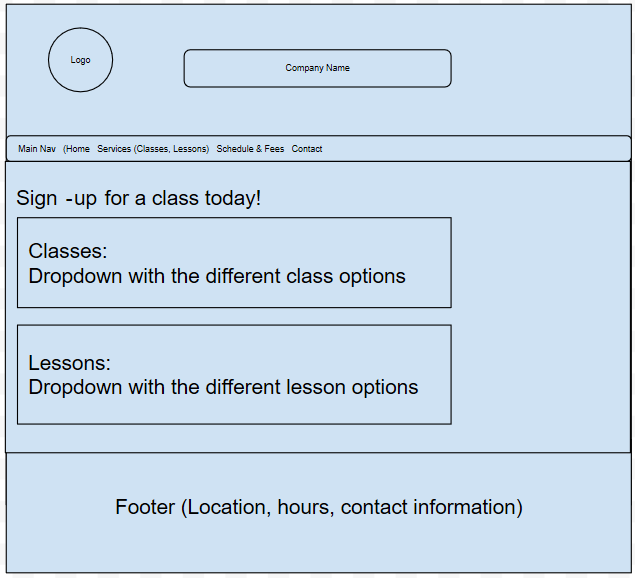 Logo
Company Name
Main Nav (Home Services (Classes, Lessons) Schedule & Fees Contact
Sign -up for a class today!
Classes:
Dropdown with the different class options
Lessons:
Dropdown with the different lesson options
Footer (Location, hours, contact information)